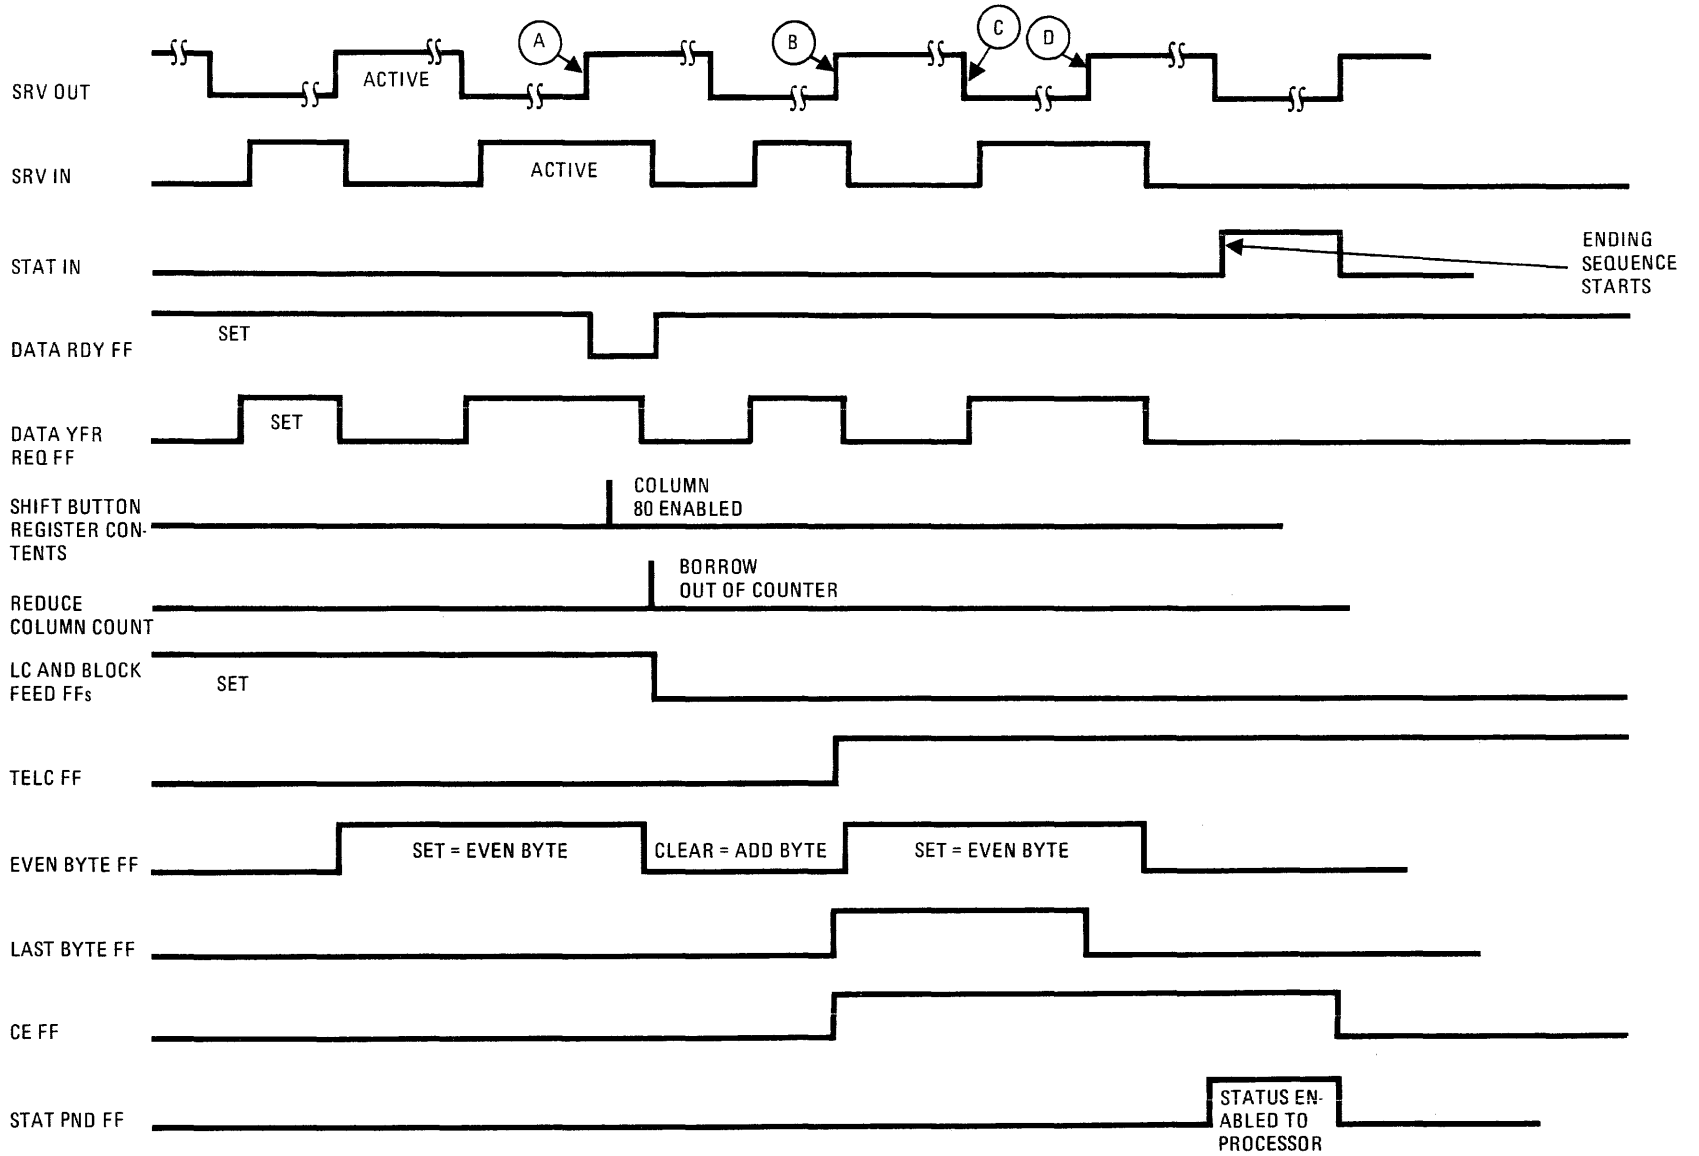 A
B
C
D
SRV OUT
ACTIVE
SRV IN
ACTIVE
STAT IN
ENDING
SEQUENCE
STARTS
DATA RDY FF
SET
DATA YFR
REQ FF
SET
SHIFT BUTTON
REGISTER CON-
TENTS
COLUMN
80 ENABLED
REDUCE
COLUMN COUNT
BORROW
OUT OF COUNTER
LC AND BLOCK
FEED FFs
SET
TELC FF
EVEN BYTE FF
SET = EVEN BYTE
CLEAR = ADD BYTE
SET = EVEN BYTE
LAST BYTE FF
CE FF
STAT PND FF
STATUS EN-
ABLED TO
PROCESSOR